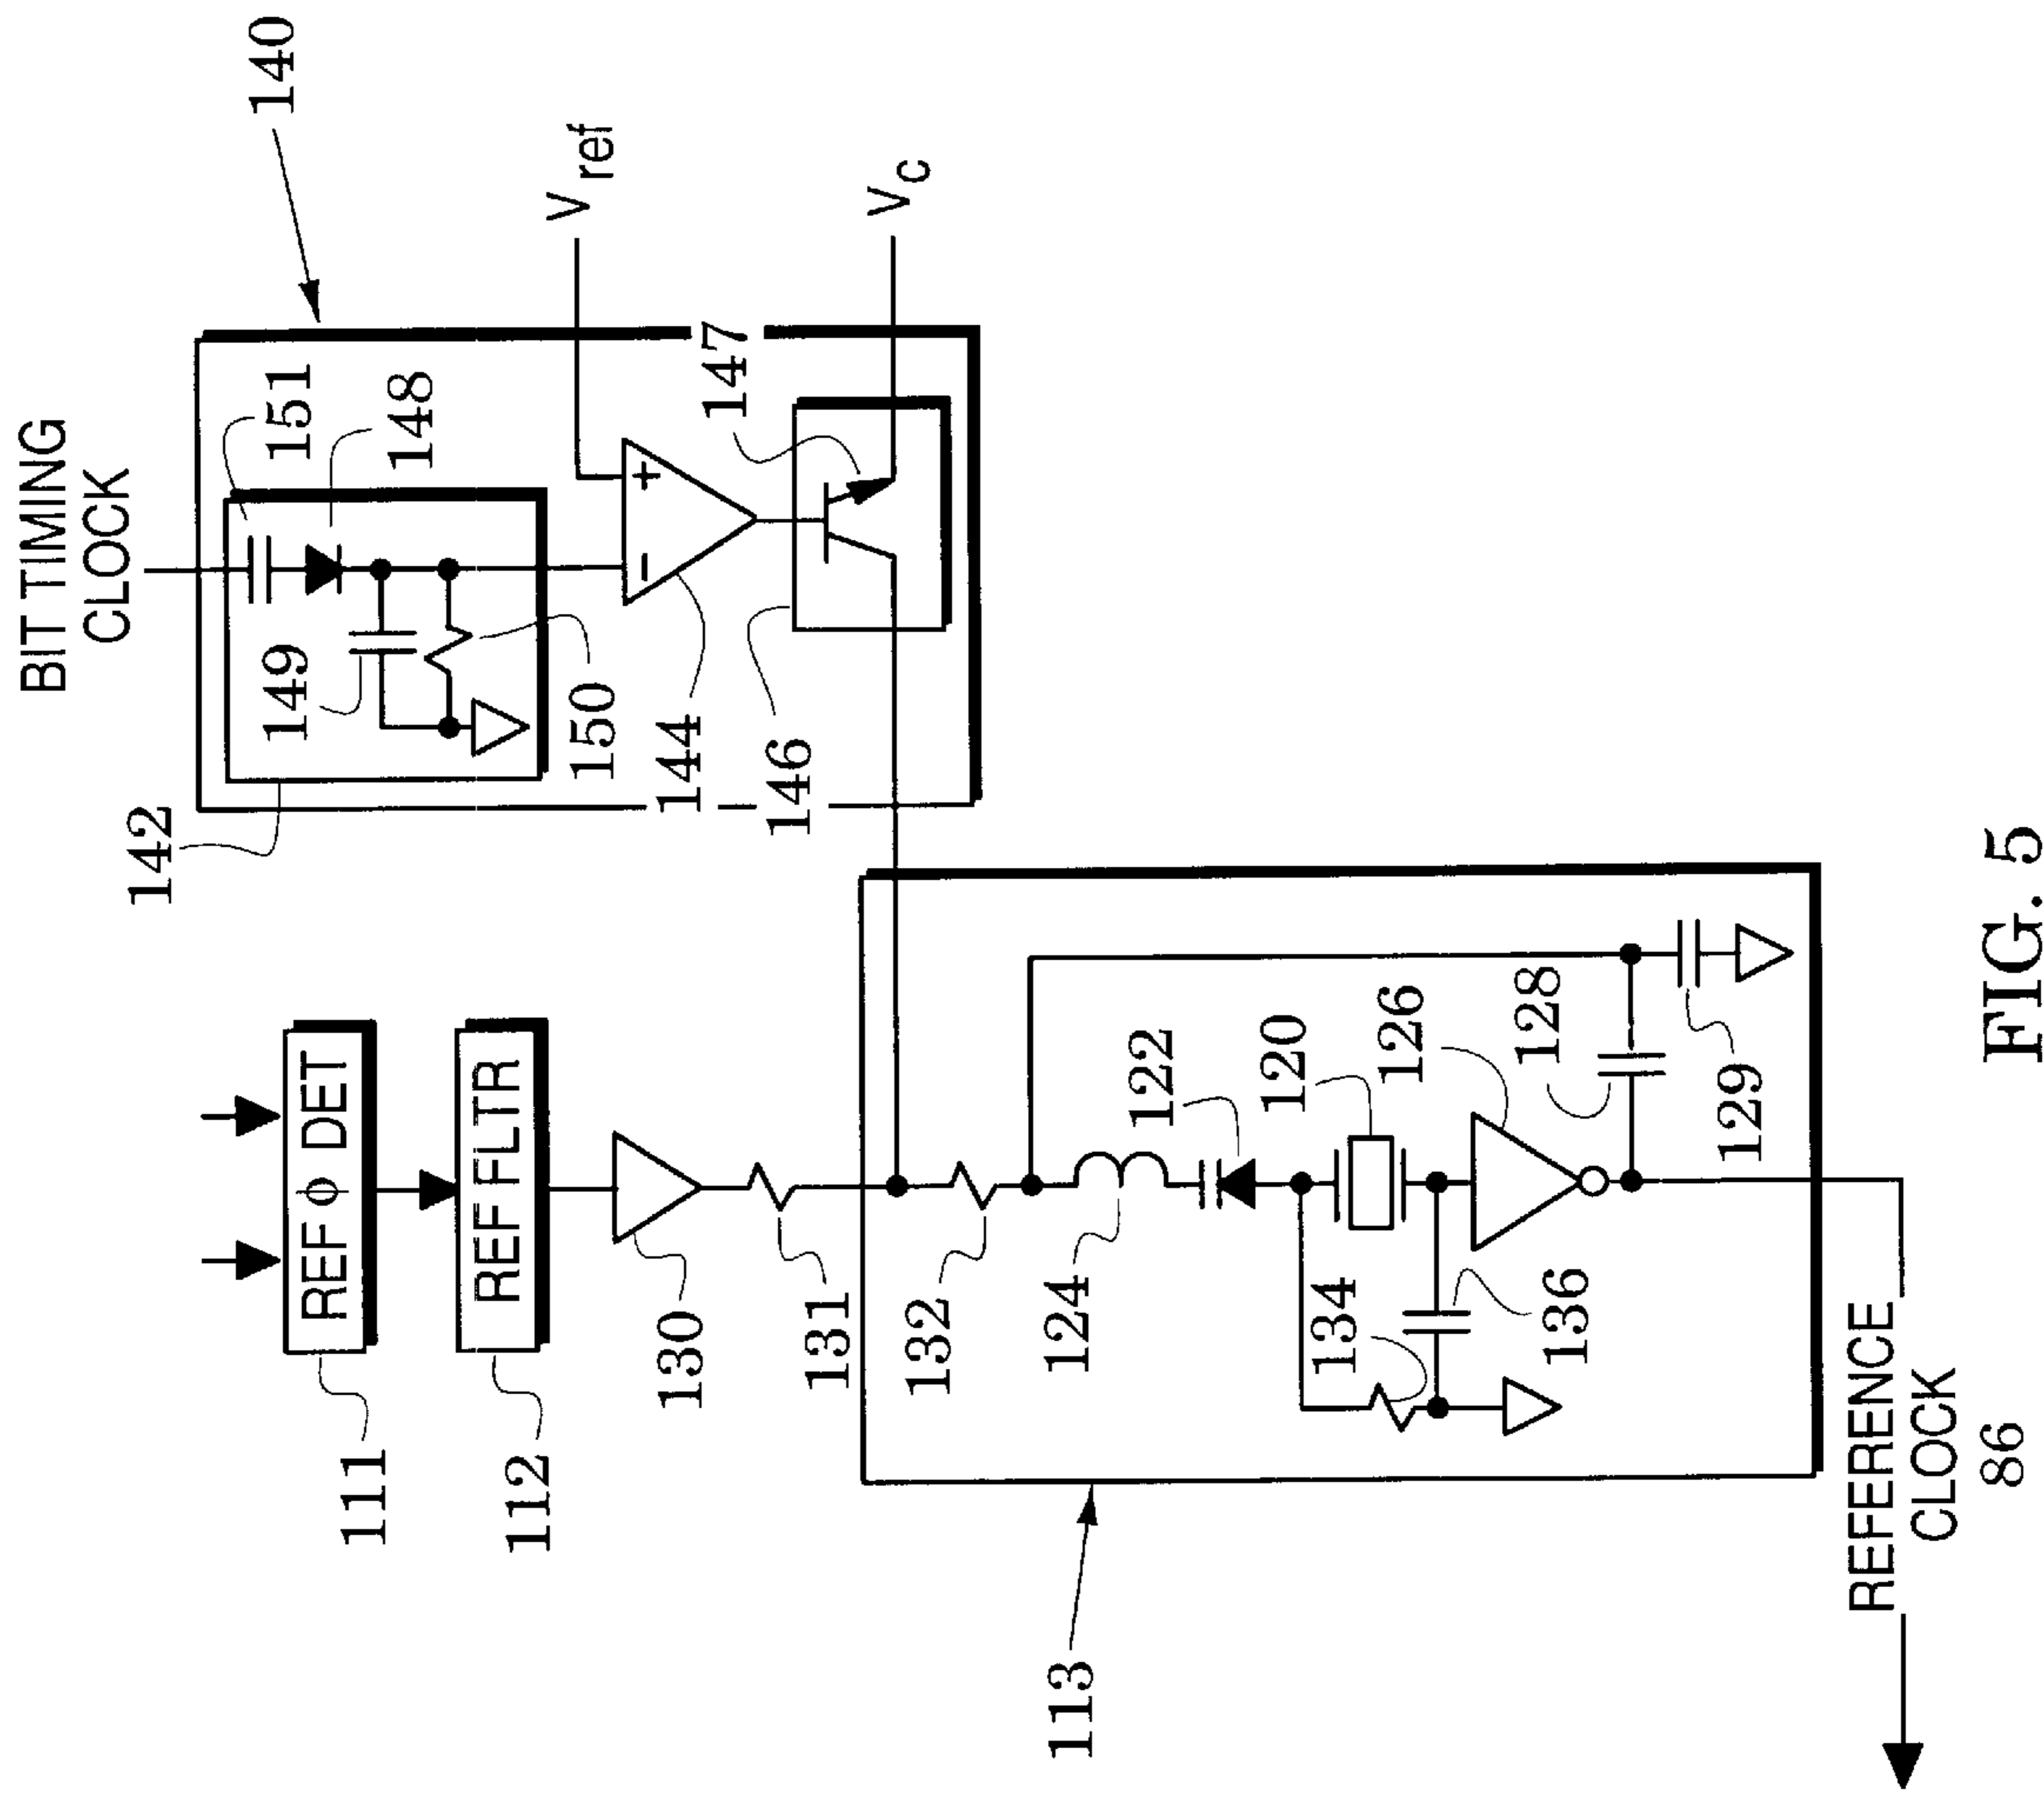 BIT TIMING
CLOCK
140
151
148
149
150
142
V ref
144
147
146
Vc
REF ϕ DET
111
REF FLTR
112
130
131
132
124
122
120
126
128
129
134
136
113
REFERENCE
CLOCK
86
FIG. 5
+
-